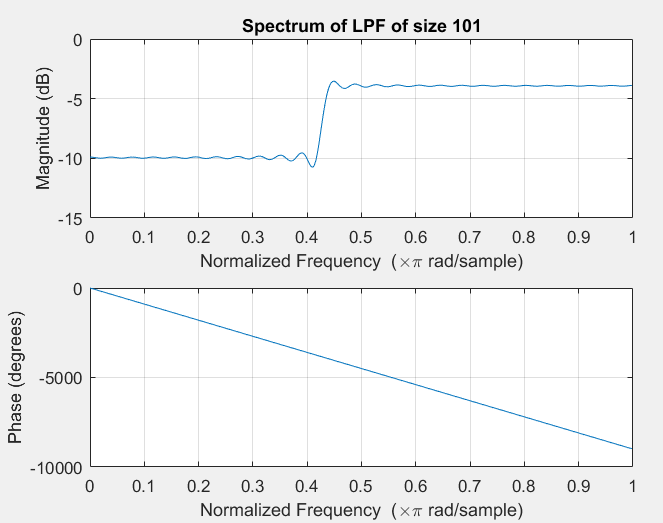 Spectrum of LPF of size 101
Magnitude (dB)
0
-5
-10
-15
0 0.1 0.2 0.3 0.4 0.5 0.6 0.7 0.8 0.9 1
Normalized Frequency (×π rad/sample)
Phase (degrees)
0
-5000
-10000
0 0.1 0.2 0.3 0.4 0.5 0.6 0.7 0.8 0.9 1
Normalized Frequency (×π rad/sample)